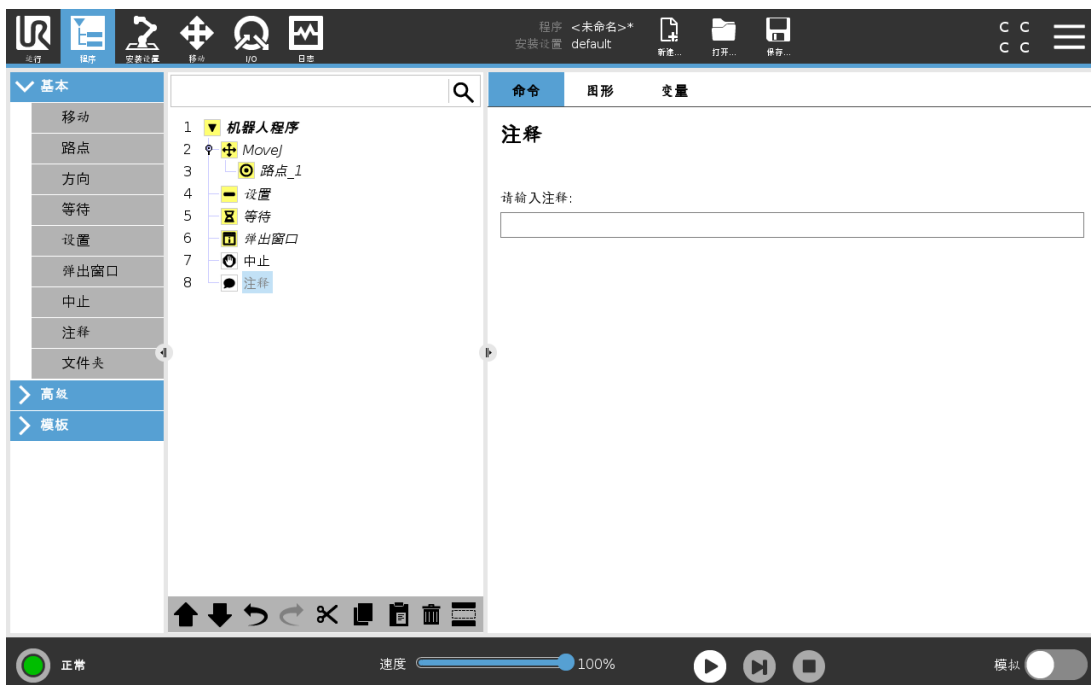 UR
运行
程序
安装设置
移动
I/O
日志
程序 <未命名>*
安装设置 default
新建...
打开...
保存...
C C
C C
基本
移动
路点
方向
等待
设置
弹出窗口
中止
注释
文件夹
高级
模板
1 机器人程序
2 MoveJ
3 路点_1
4 设置
5 等待
6 弹出窗口
7 中止
8 注释
命令 图形 变量
注释
请输入注释:
正常
速度 100%
模拟